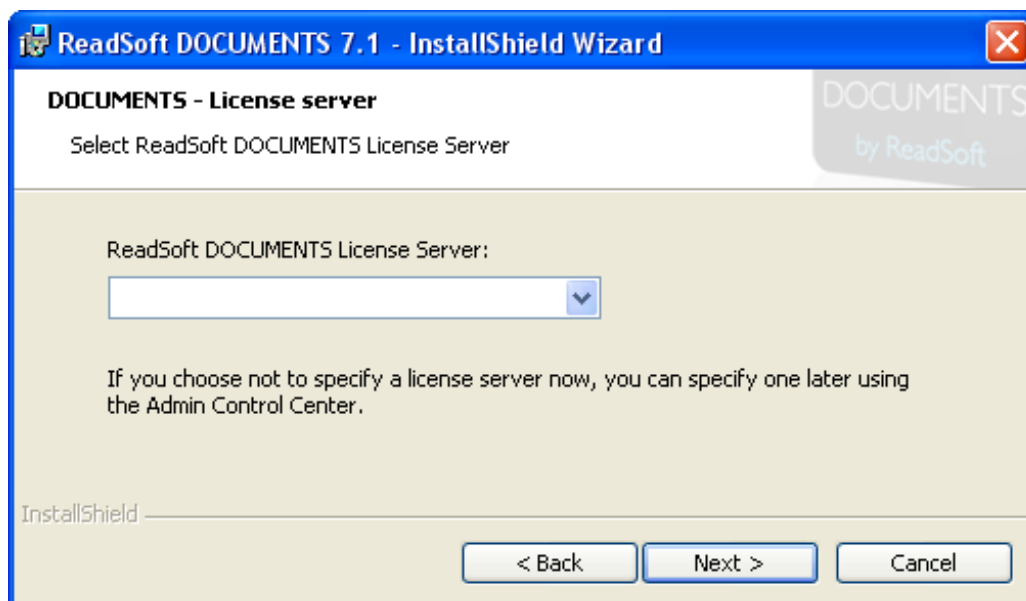 ReadSoft DOCUMENTS 7.1 - InstallShield Wizard
DOCUMENTS - License server
Select ReadSoft DOCUMENTS License Server
DOCUMENTS
by ReadSoft
ReadSoft DOCUMENTS License Server:
If you choose not to specify a license server now, you can specify one later using
the Admin Control Center.
InstallShield
< Back
Next >
Cancel